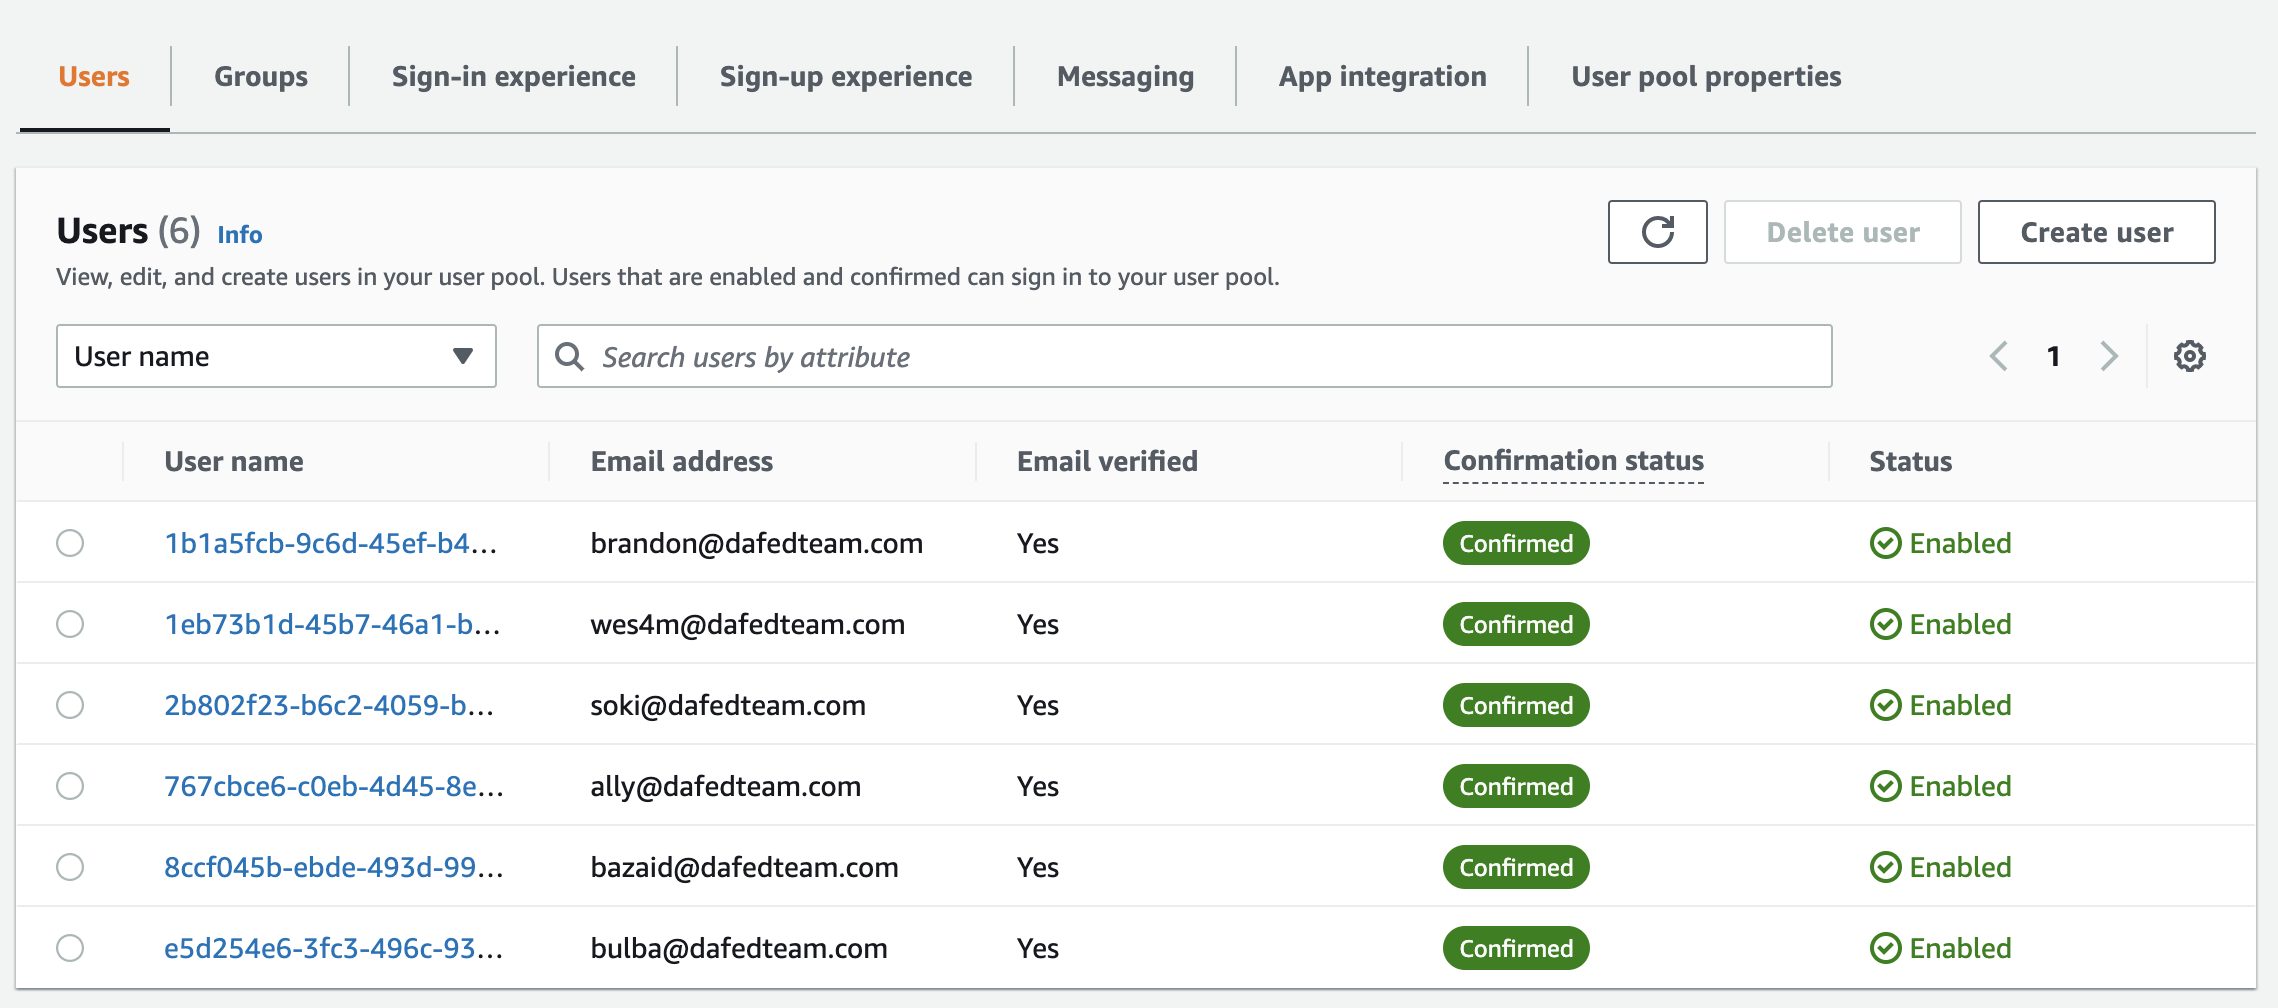 Users Groups Sign-in experience Sign-up experience Messaging App integration User pool properties
Users (6) Info
Delete user
Create user
View, edit, and create users in your user pool. Users that are enabled and confirmed can sign in to your user pool.
User name
Search users by attribute
1
User name Email address Email verified Confirmation status Status
1b1a5fcb-9c6d-45ef-b4... brandon@dafedteam.com Yes Confirmed Enabled
1eb73b1d-45b7-46a1-b... wes4m@dafedteam.com Yes Confirmed Enabled
2b802f23-b6c2-4059-b... soki@dafedteam.com Yes Confirmed Enabled
767cbce6-c0eb-4d45-8e... ally@dafedteam.com Yes Confirmed Enabled
8ccf045b-ebde-493d-99... bazaid@dafedteam.com Yes Confirmed Enabled
e5d254e6-3fc3-496c-93... bulba@dafedteam.com Yes Confirmed Enabled